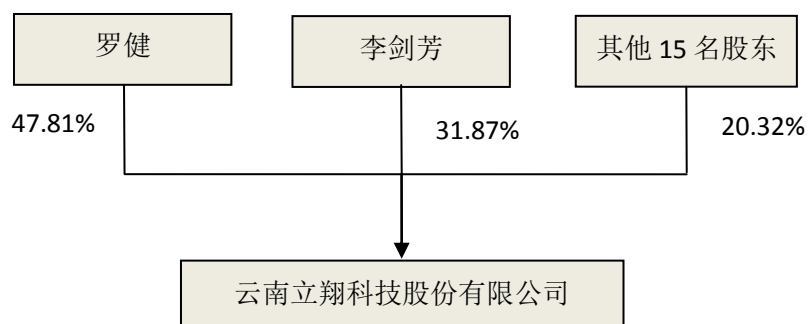 罗健
李剑芳
其他 15 名股东
47.81%
31.87%
20.32%
云南立翔科技股份有限公司